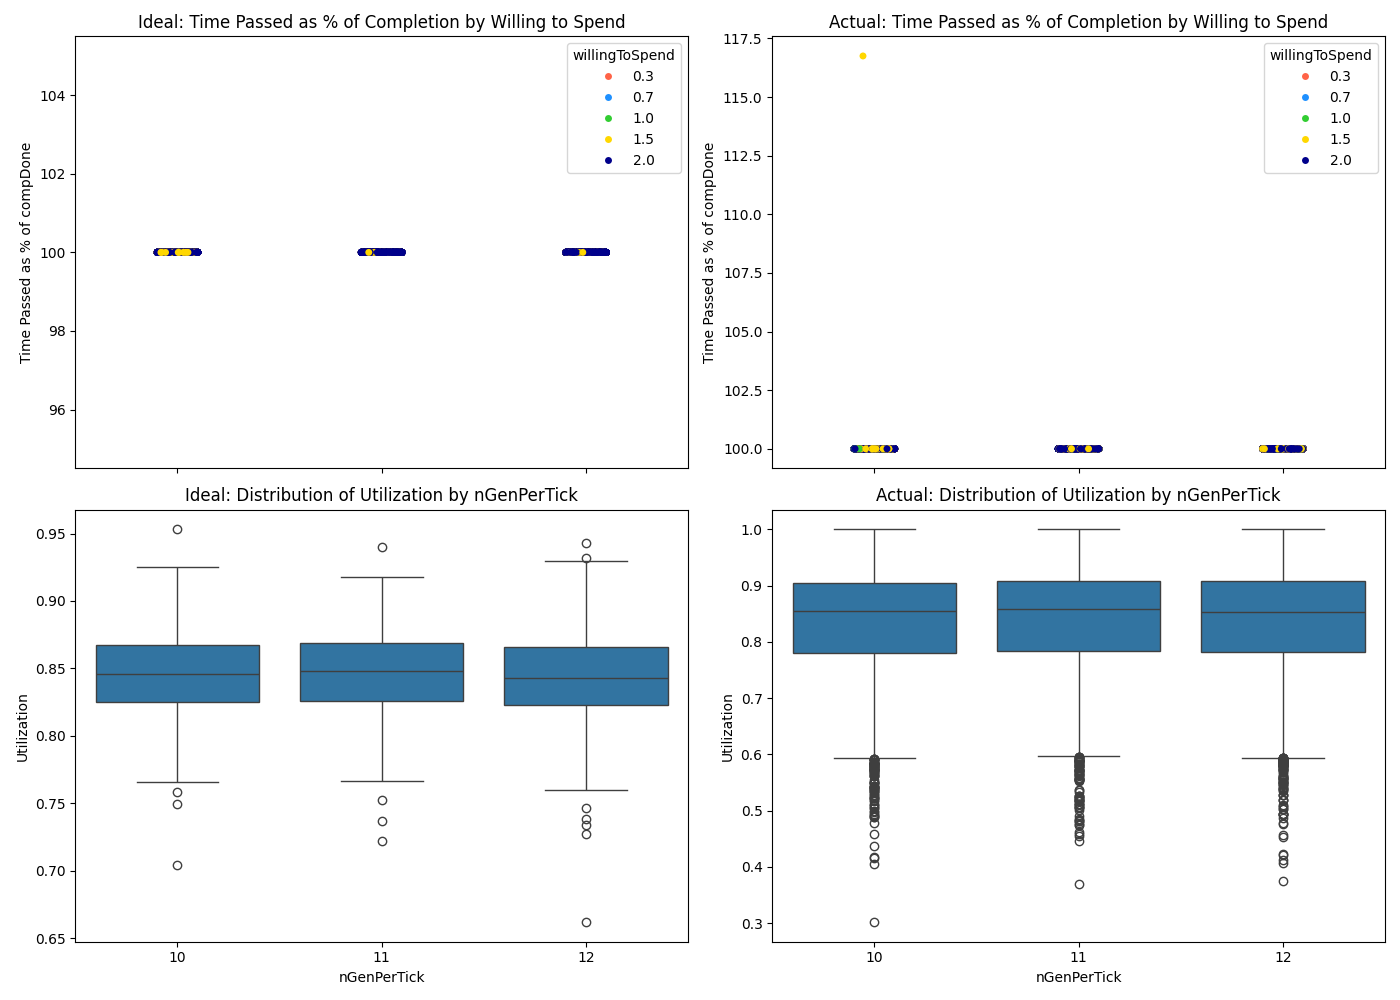 Ideal: Time Passed as % of Completion by Willing to Spend
Time Passed as % of compDone
104
102
100
98
96
willingToSpend
0.3
0.7
1.0
1.5
2.0
Actual: Time Passed as % of Completion by Willing to Spend
Time Passed as % of compDone
117.5
115.0
112.5
110.0
107.5
105.0
102.5
100.0
willingToSpend
0.3
0.7
1.0
1.5
2.0
Ideal: Distribution of Utilization by nGenPerTick
Utilization
0.95
0.90
0.85
0.80
0.75
0.70
0.65
10 11 12
nGenPerTick
Actual: Distribution of Utilization by nGenPerTick
Utilization
1.0
0.9
0.8
0.7
0.6
0.5
0.4
0.3
10 11 12
nGenPerTick